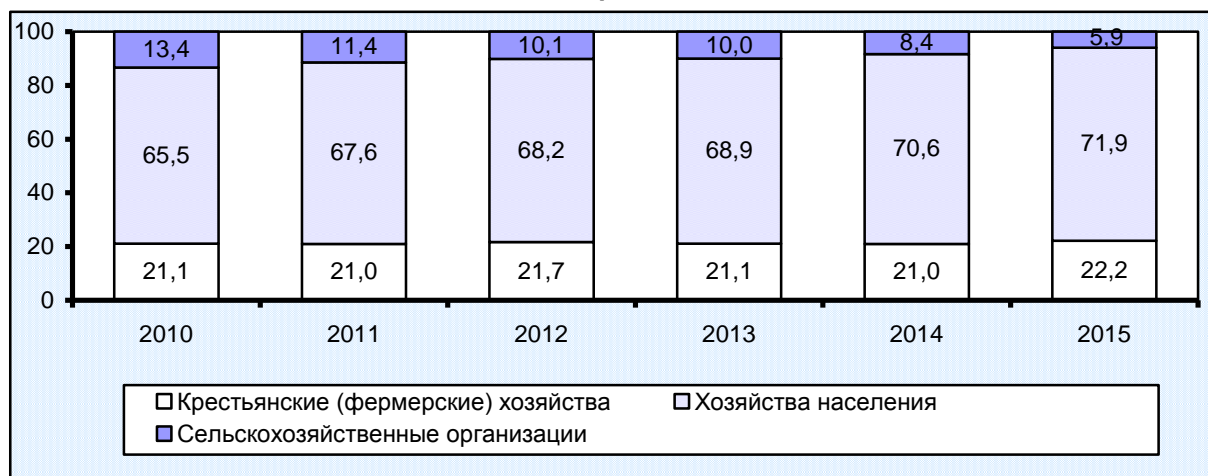 100
80
60
40
20
0
13,4 11,4 10,1 10,0 8,4 5,9
65,5 67,6 68,2 68,9 70,6 71,9
21,1 21,0 21,7 21,1 21,0 22,2
2010 2011 2012 2013 2014 2015
Крестьянские (фермерские) хозяйства Хозяйства населения
Сельскохозяйственные организации